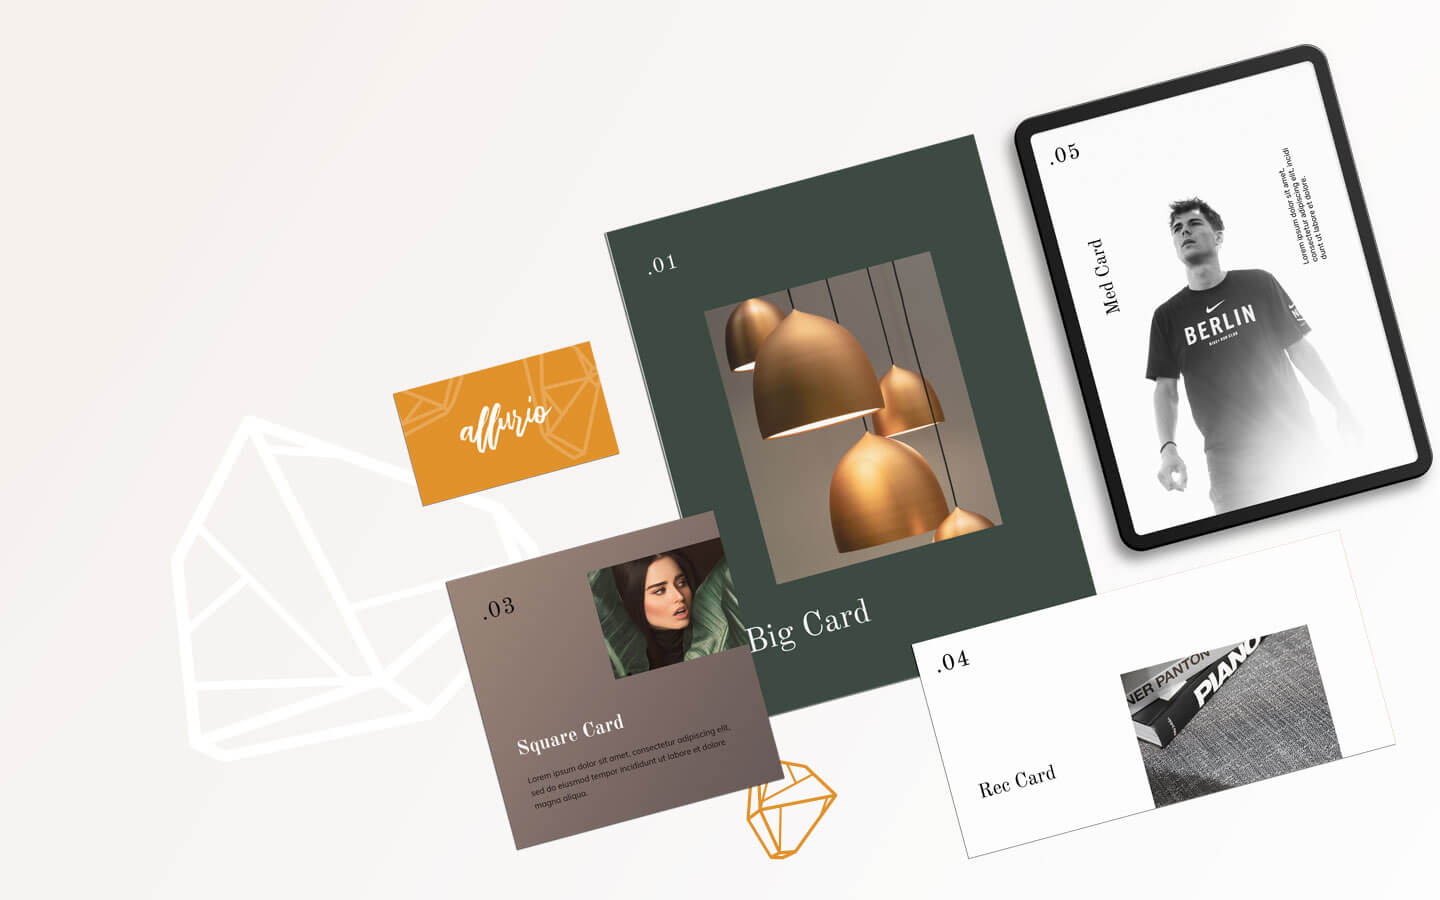 .05
Med Card
Lorem ipsum dolor sit amet,
consectetur adipiscing elit, incidi
dunt ut labore et dolore.
BERLIN
.01
Big Card
allurio
.03
Square Card
Lorem ipsum dolor sit amet, consectetur adipiscing elit,
sed do eiusmod tempor incididunt ut labore et dolore
magna aliqua.
.04
NER PANTON
PIANO
Rec Card